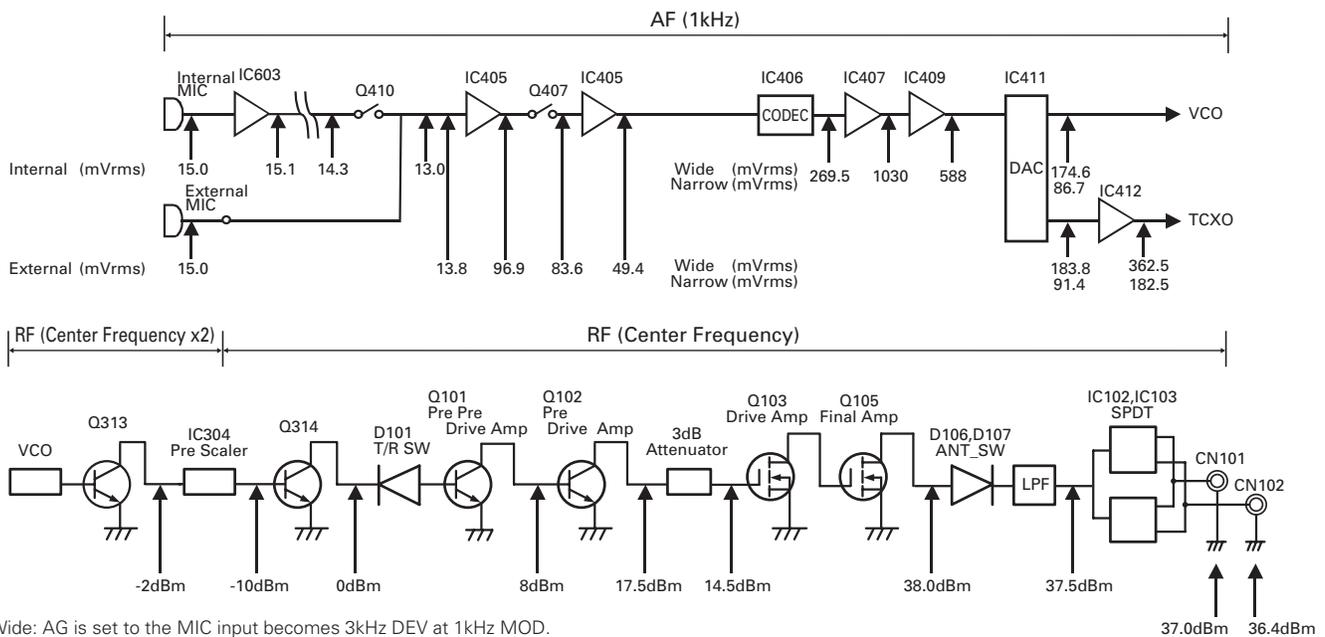 AF (1kHz)
Internal
MIC
IC603
Q410
IC405
Q407
IC405
IC406
CODEC
IC407
IC409
IC411
DAC
VCO
Internal (mVrms)
15.0
15.1
14.3
13.0
Wide (mVrms)
Narrow (mVrms)
269.5
1030
588
174.6
86.7
IC412
TCXO
External
MIC
External (mVrms)
15.0
13.8
96.9
83.6
49.4
Wide (mVrms)
Narrow (mVrms)
183.8
91.4
362.5
182.5
RF (Center Frequency x2)
RF (Center Frequency)
VCO
Q313
IC304
Pre Scaler
Q314
D101
T/R SW
Q101
Pre Pre
Drive Amp
Q102
Pre
Drive Amp
3dB
Attenuator
Q103
Drive Amp
Q105
Final Amp
D106,D107
ANT_SW
LPF
IC102,IC103
SPDT
CN101
CN102
-2dBm
-10dBm
0dBm
8dBm
17.5dBm
14.5dBm
38.0dBm
37.5dBm
37.0dBm
36.4dBm
Wide: AG is set to the MIC input becomes 3kHz DEV at 1kHz MOD.